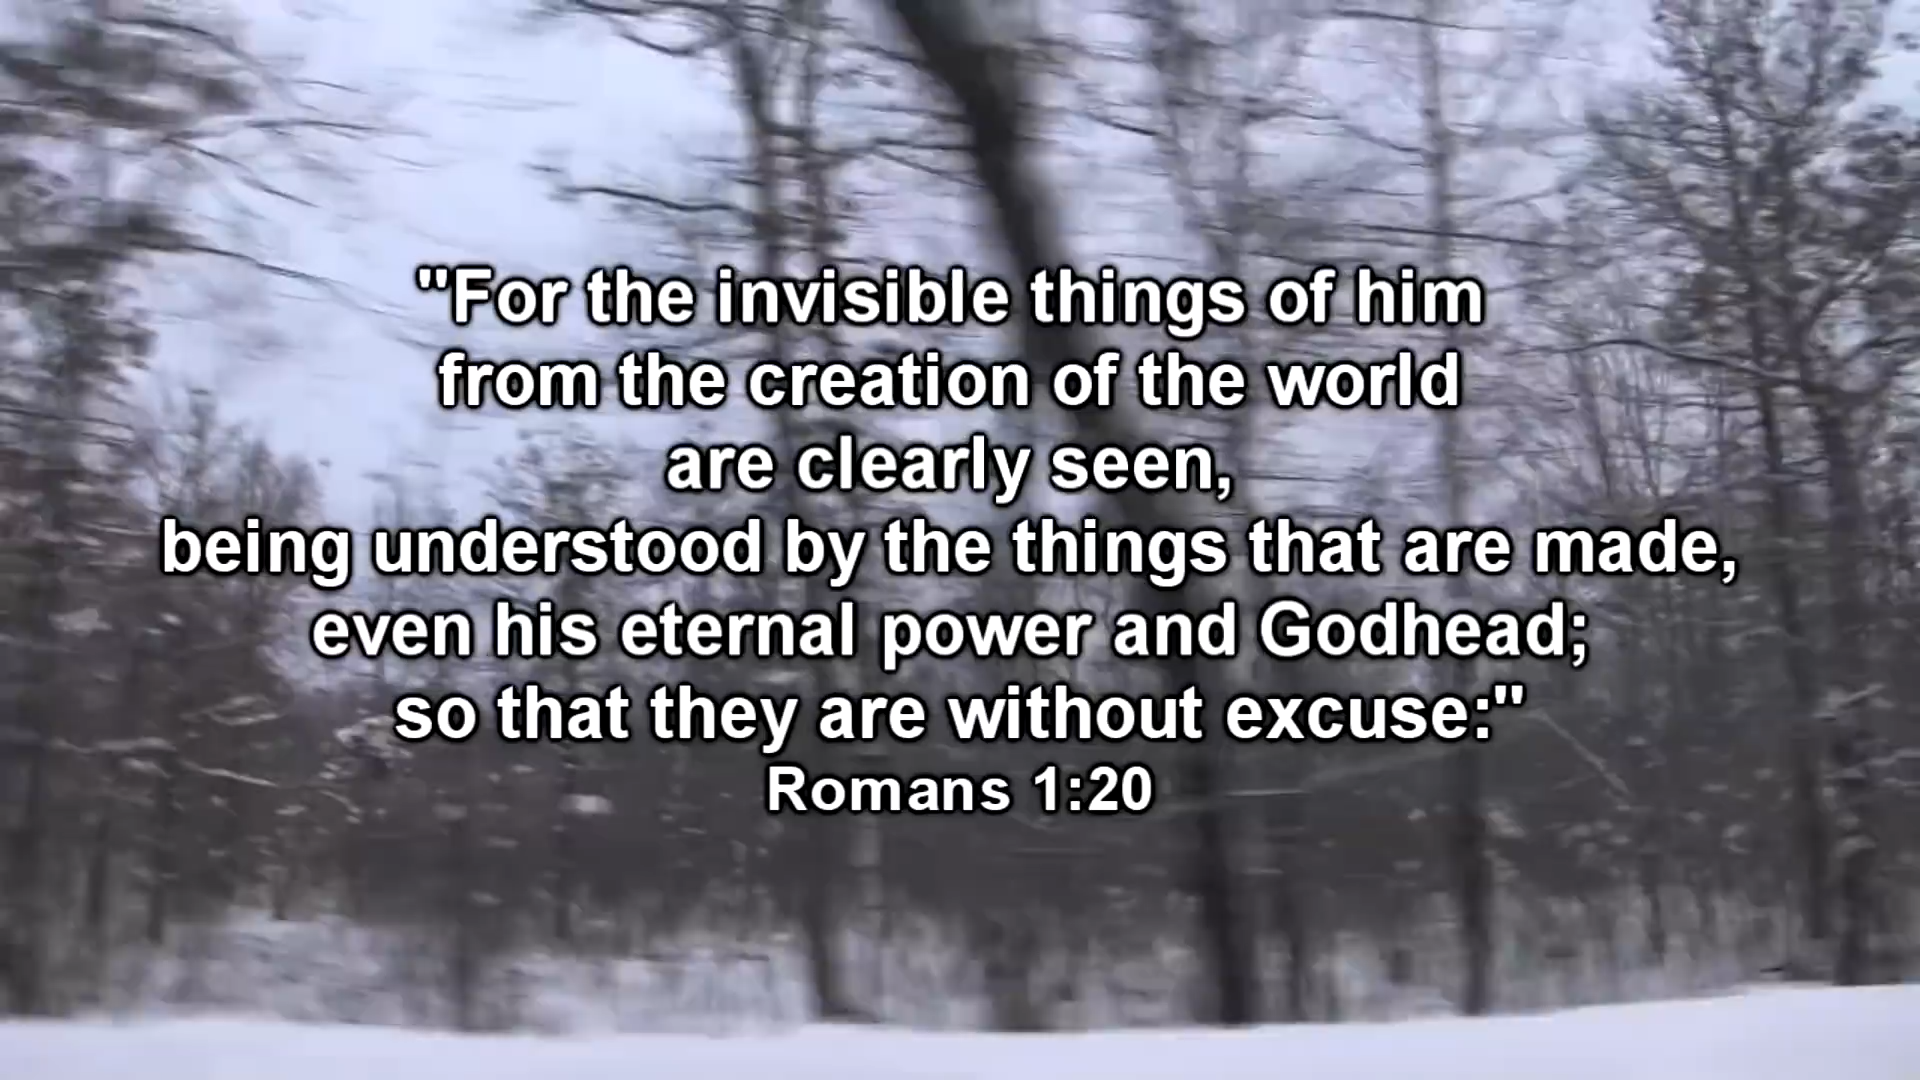 "For the invisible things of him
from the creation of the world
are clearly seen,
being understood by the things that are made,
even his eternal power and Godhead;
so that they are without excuse:"
Romans 1:20